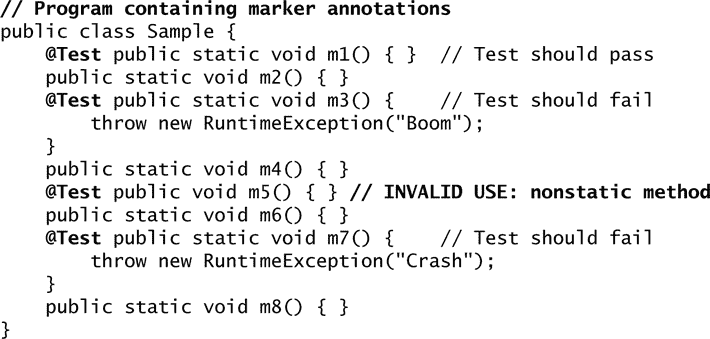 // Program containing marker annotations
public class Sample {
    @Test public static void m1() { }  // Test should pass
    public static void m2() { }
    @Test public static void m3() {    // Test should fail
        throw new RuntimeException("Boom");
    }
    public static void m4() { }
    @Test public void m5() { } // INVALID USE: nonstatic method
    public static void m6() { }
    @Test public static void m7() {    // Test should fail
        throw new RuntimeException("Crash");
    }
    public static void m8() { }
}